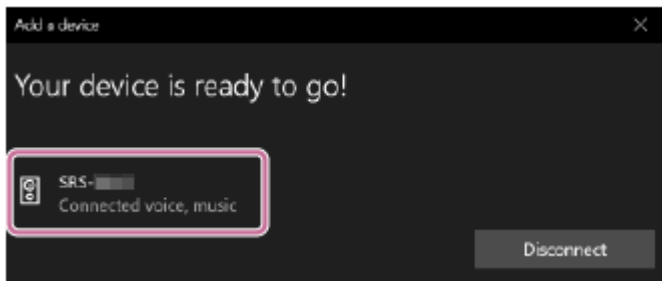 Add a device
Your device is ready to go!
SRS-
Connected voice, music
Disconnect